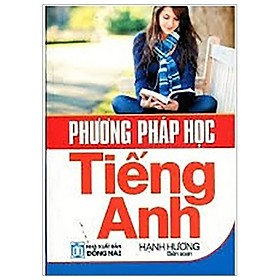 PHƯƠNG PHÁP HỌC
Tiếng
Anh
HẠNH HƯƠNG
Biên soạn
NHÀ XUẤT BẢN
ĐỒNG NAI